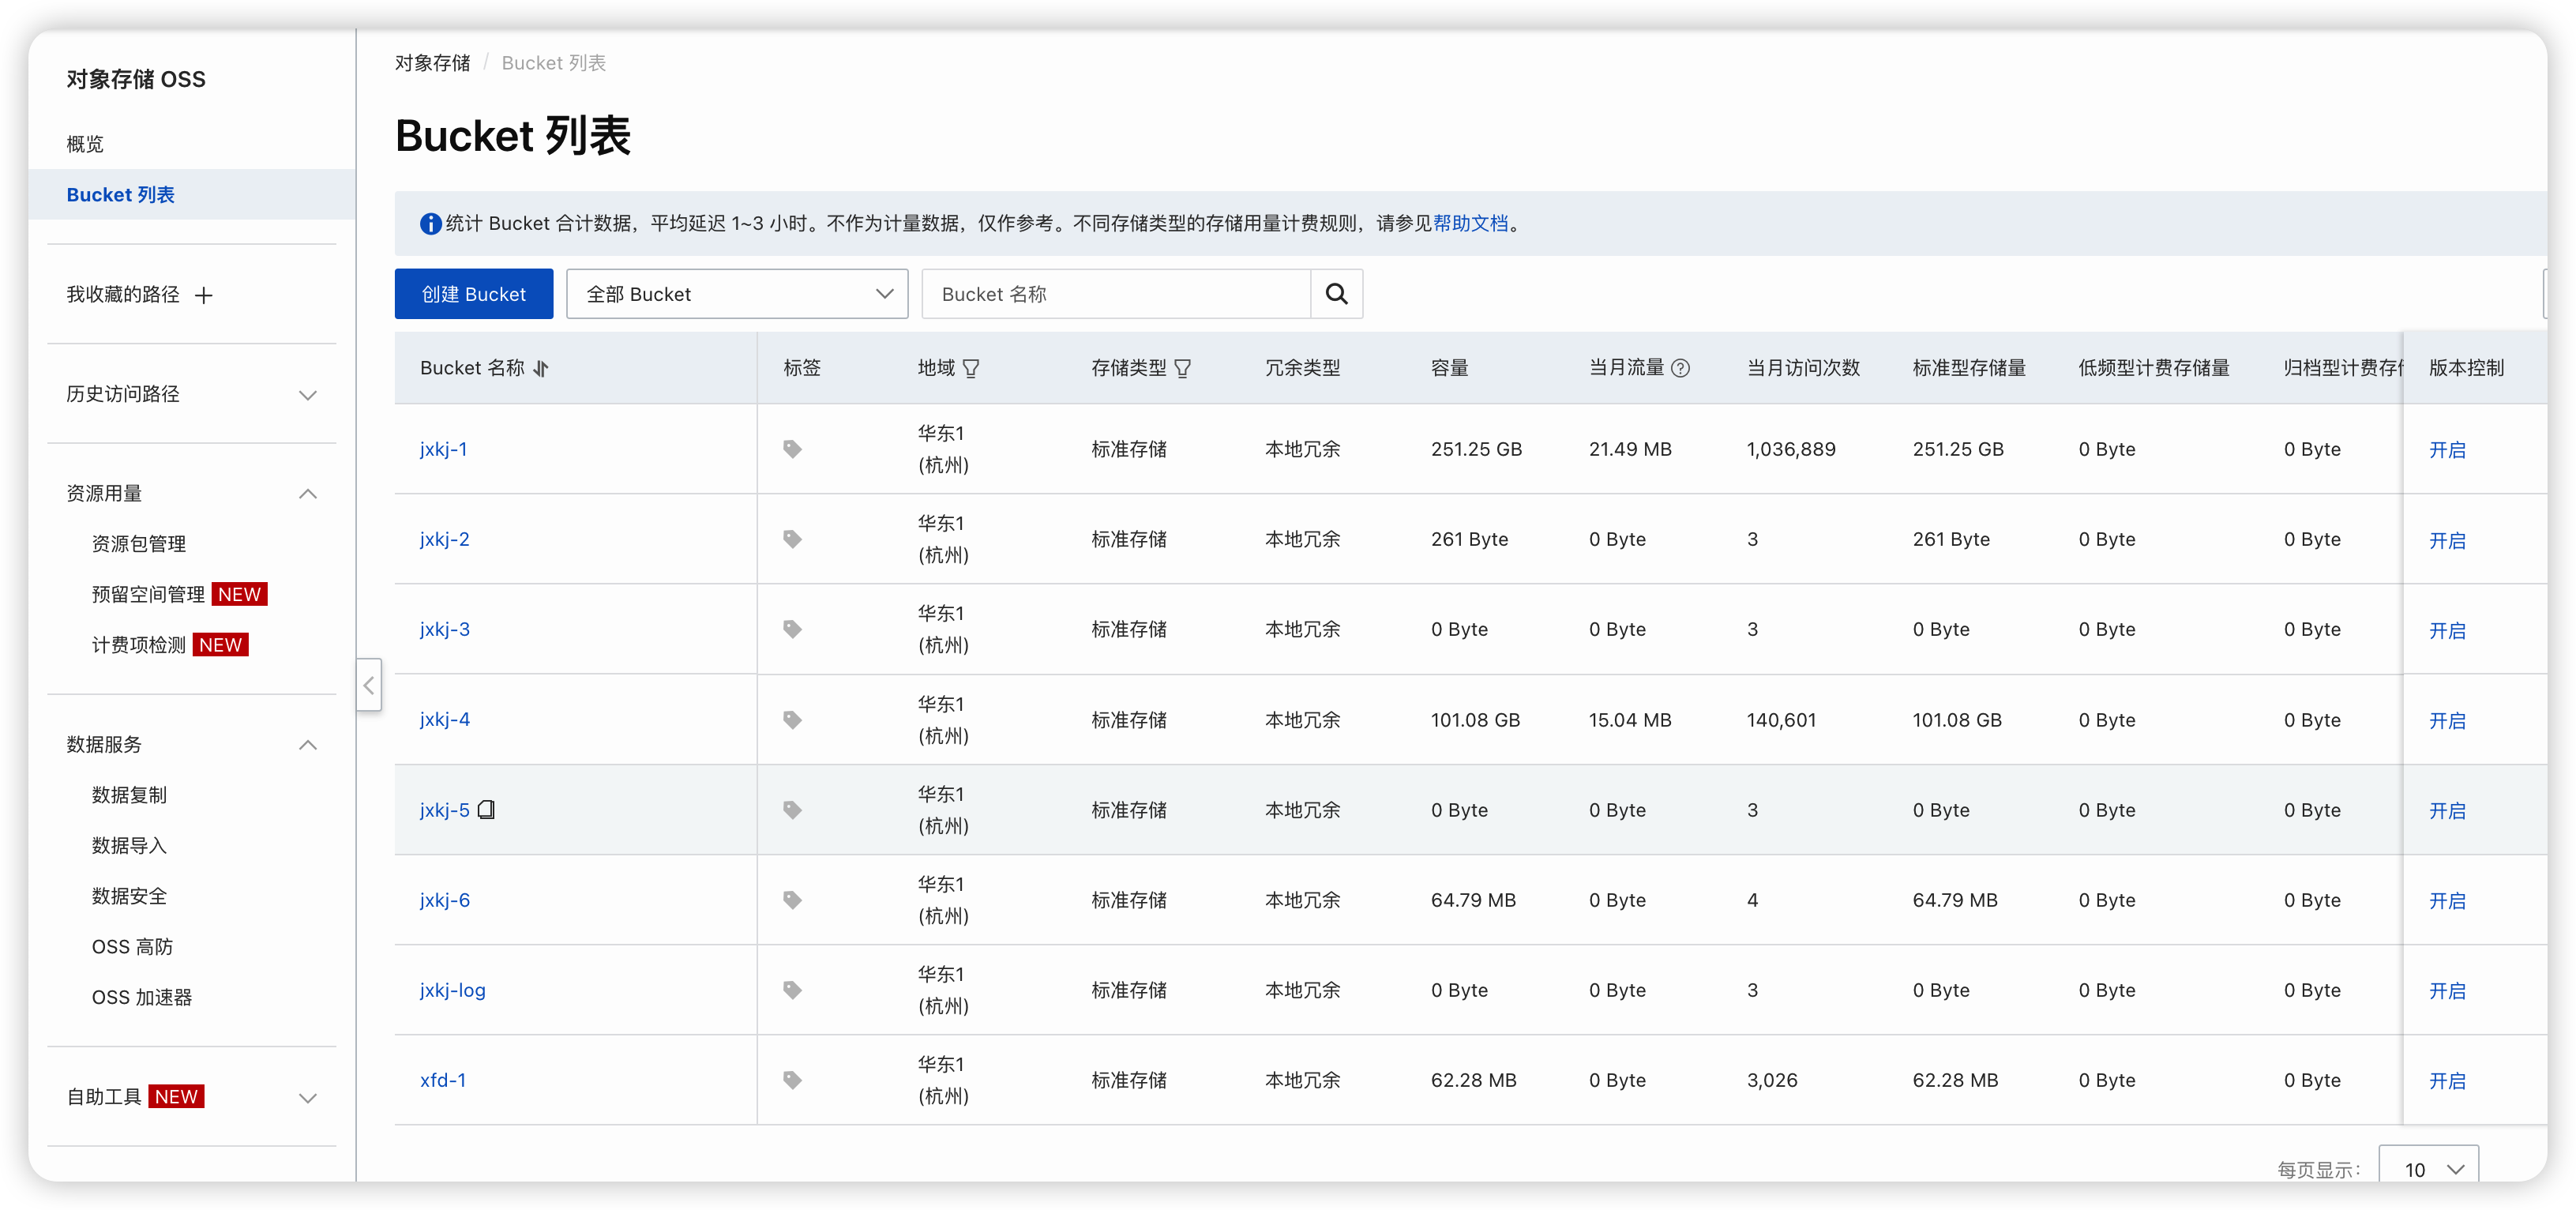 对象存储 OSS
概览
Bucket 列表
我收藏的路径
历史访问路径
资源用量
资源包管理
预留空间管理 NEW
计费项检测 NEW
数据服务
数据复制
数据导入
数据安全
OSS 高防
OSS 加速器
自助工具 NEW
对象存储 / Bucket 列表
Bucket 列表
统计 Bucket 合计数据，平均延迟 1~3 小时。不作为计量数据，仅作参考。不同存储类型的存储用量计费规则，请参见帮助文档。
创建 Bucket 全部 Bucket Bucket 名称
Bucket 名称 标签 地域 存储类型 冗余类型 容量 当月流量 当月访问次数 标准型存储量 低频型计费存储量 归档型计费存 版本控制
jxkj-1 华东1 (杭州) 标准存储 本地冗余 251.25 GB 21.49 MB 1,036,889 251.25 GB 0 Byte 0 Byte 开启
jxkj-2 华东1 (杭州) 标准存储 本地冗余 261 Byte 0 Byte 3 261 Byte 0 Byte 0 Byte 开启
jxkj-3 华东1 (杭州) 标准存储 本地冗余 0 Byte 0 Byte 3 0 Byte 0 Byte 0 Byte 开启
jxkj-4 华东1 (杭州) 标准存储 本地冗余 101.08 GB 15.04 MB 140,601 101.08 GB 0 Byte 0 Byte 开启
jxkj-5 华东1 (杭州) 标准存储 本地冗余 0 Byte 0 Byte 3 0 Byte 0 Byte 0 Byte 开启
jxkj-6 华东1 (杭州) 标准存储 本地冗余 64.79 MB 0 Byte 4 64.79 MB 0 Byte 0 Byte 开启
jxkj-log 华东1 (杭州) 标准存储 本地冗余 0 Byte 0 Byte 3 0 Byte 0 Byte 0 Byte 开启
xfd-1 华东1 (杭州) 标准存储 本地冗余 62.28 MB 0 Byte 3,026 62.28 MB 0 Byte 0 Byte 开启
每页显示： 10